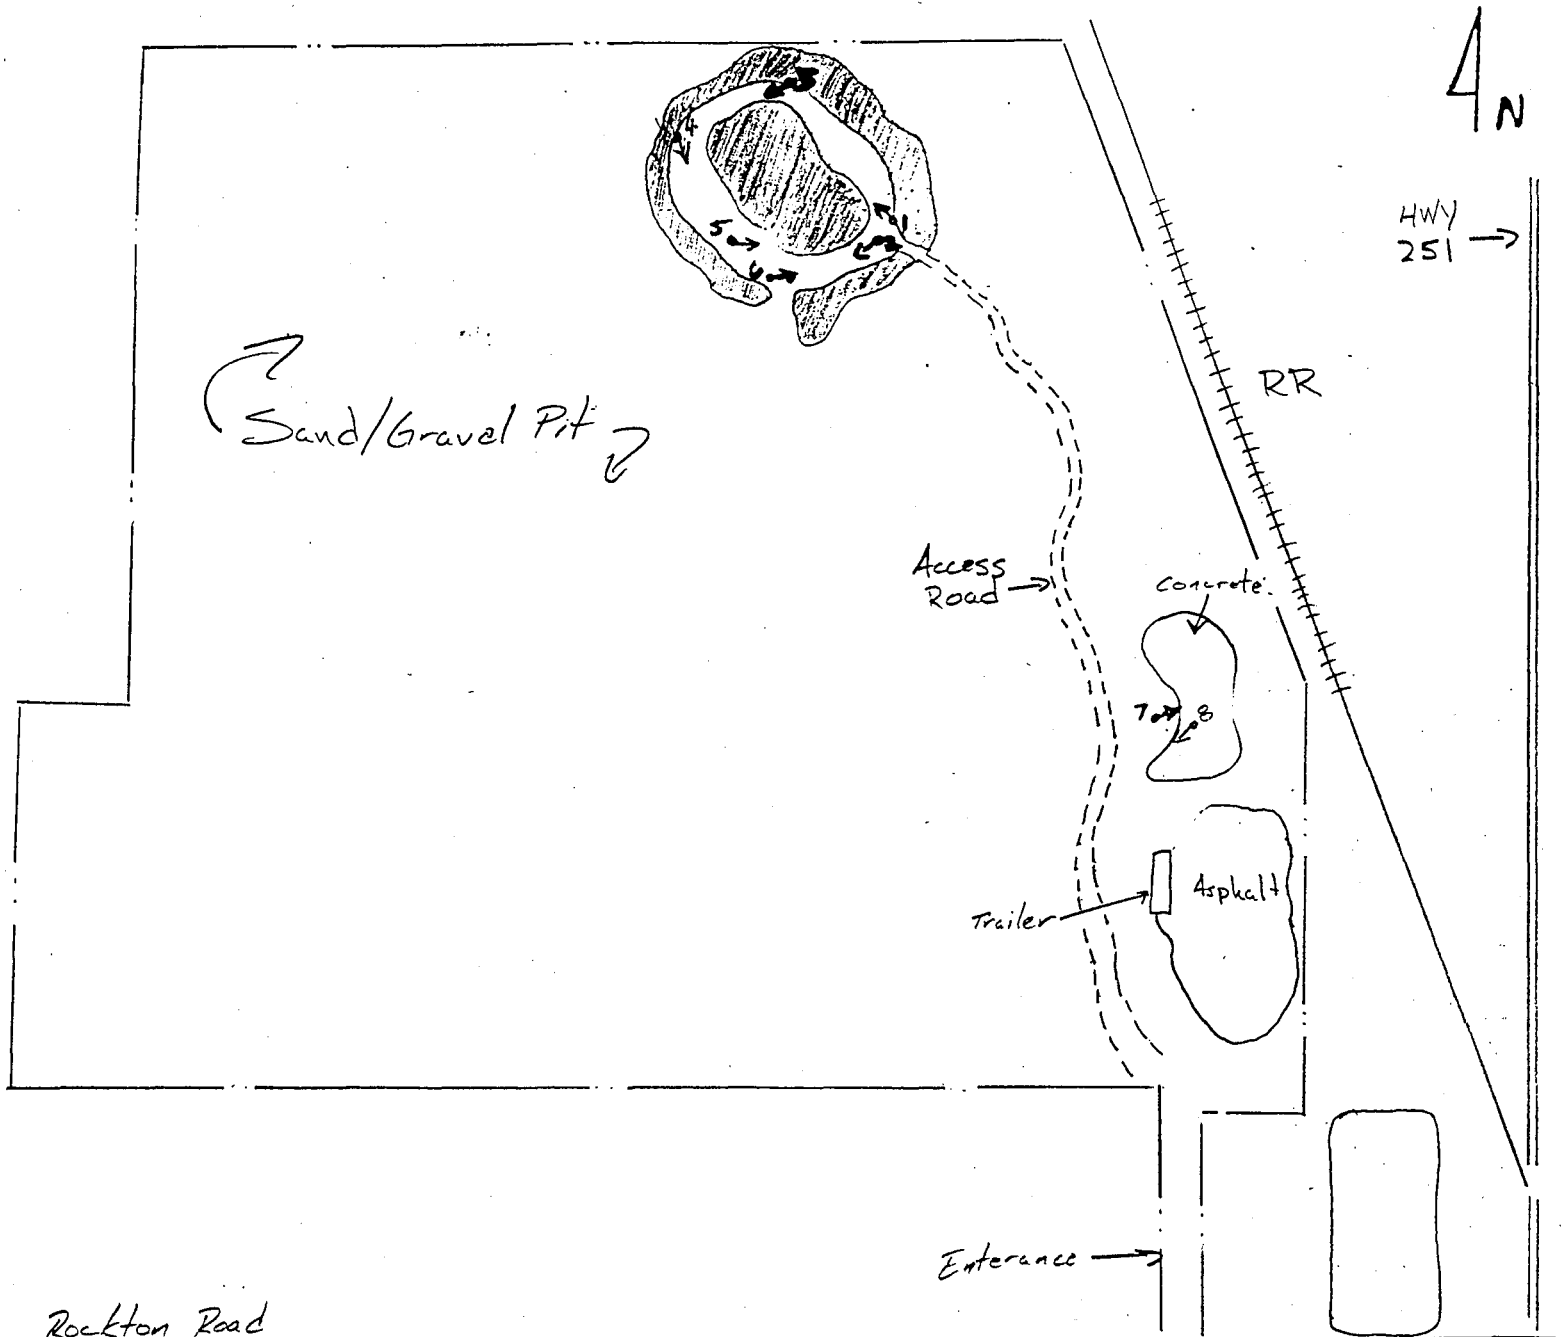 N
HWY
251
3
4
1
2
5
6
RR
Sand/Gravel Pit
Access
Road
Concrete
7
8
Asphalt
Trailer
Enterance
Rockton Road